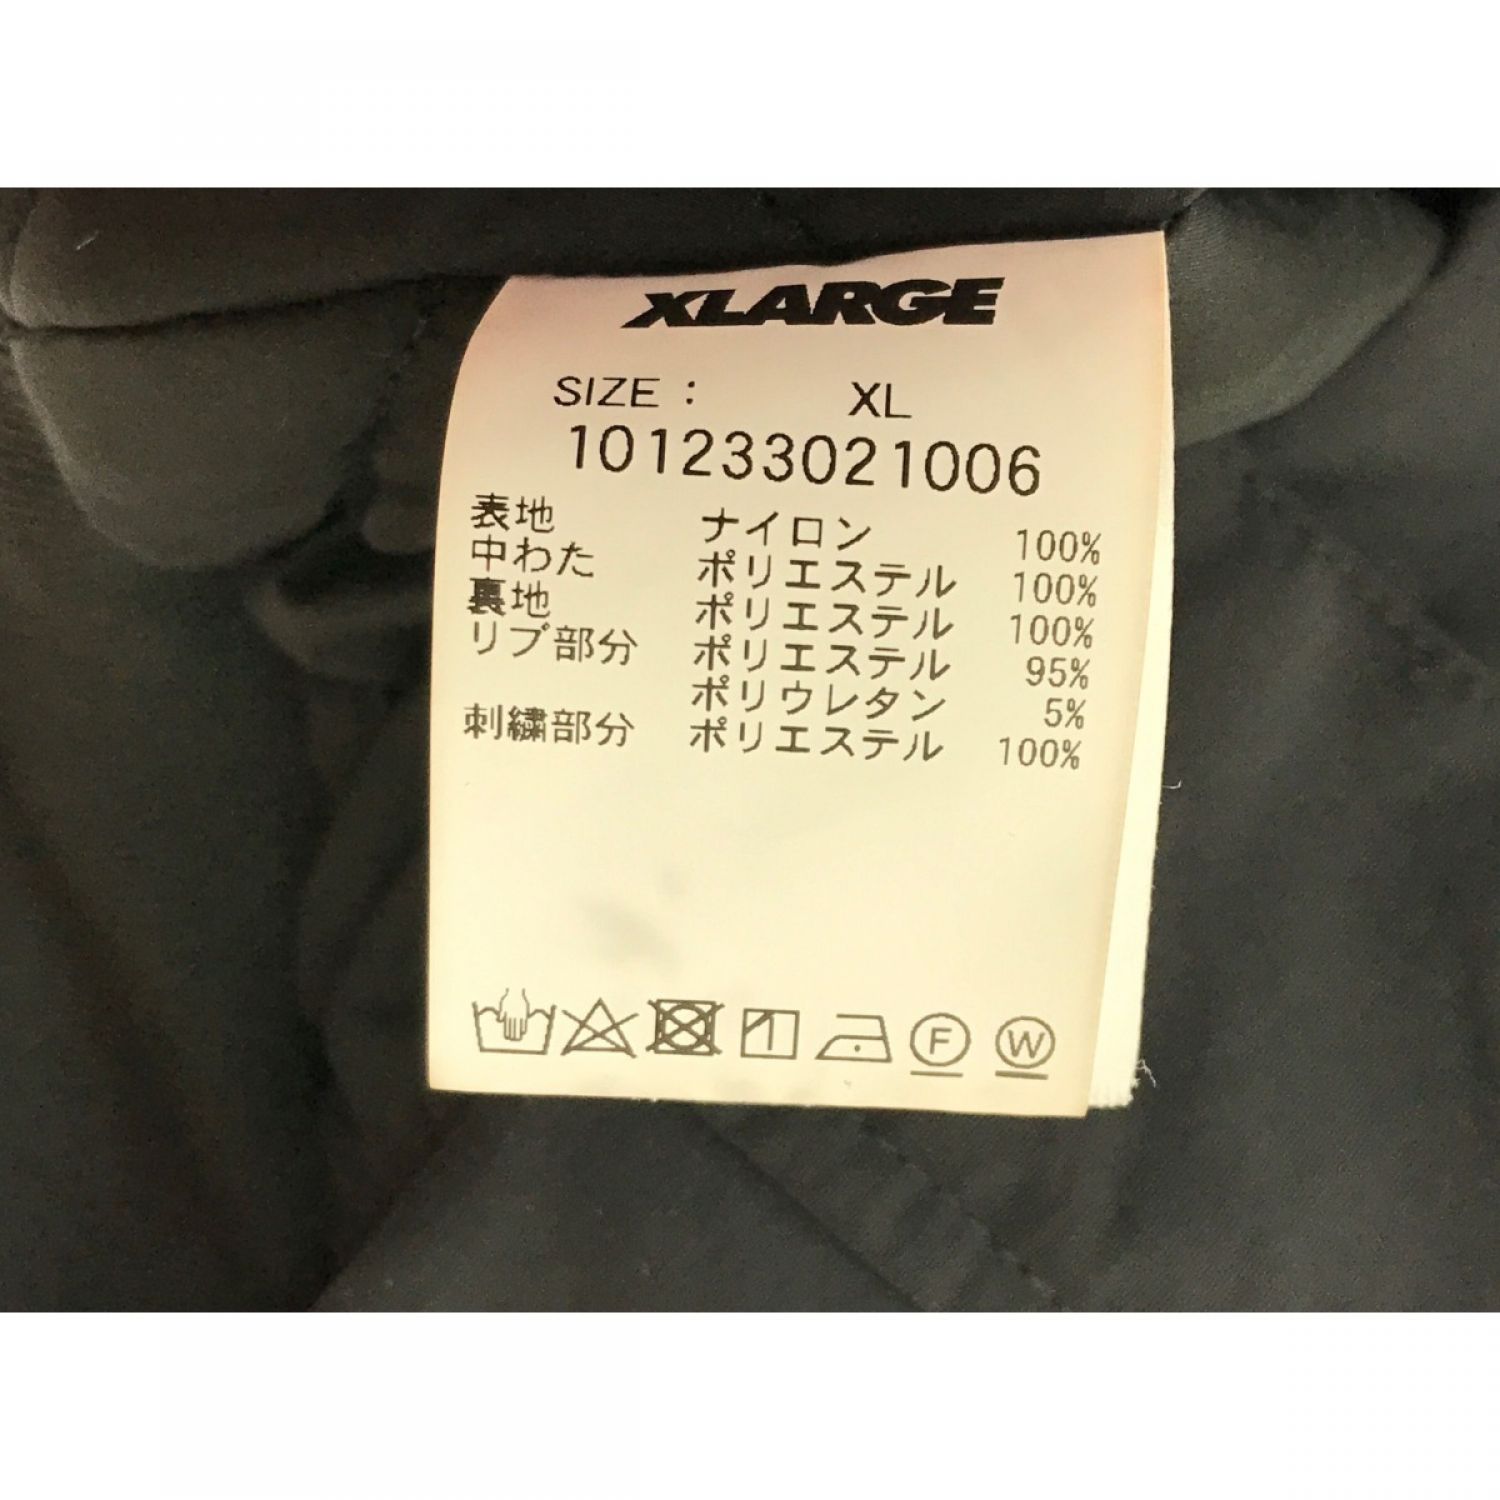 XLARGE
SIZE： XL
101233021006
表地 ナイロン 100%
中わた ポリエステル 100%
裏地 ポリエステル 100%
リブ部分 ポリエステル 95%
ポリウレタン 5%
刺繍部分 ポリエステル 100%
F W